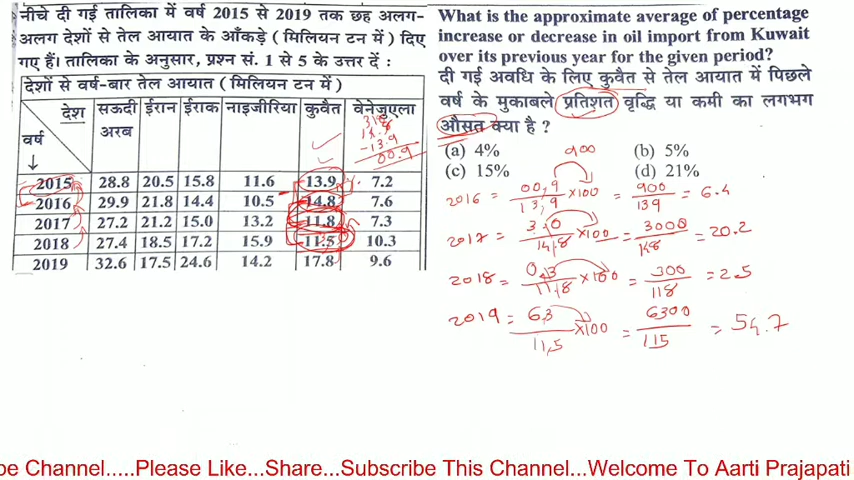 नीचे दी गई तालिका में वर्ष 2015 से 2019 तक छह अलग-
अलग देशों से तेल आयात के आँकड़े (मिलियन टन में) दिए
गए हैं। तालिका के अनुसार, प्रश्न सं. 1 से 5 के उत्तर दें :
देशों से वर्ष-बार तेल आयात (मिलियन टन में)
देश सऊदी अरब ईरान ईराक नाइजीरिया कुवैत वेनेजुएला
वर्ष
↓
2015 28.8 20.5 15.8 11.6 13.9 7.2
2016 29.9 21.8 14.4 10.5 14.8 7.6
2017 27.2 21.2 15.0 13.2 11.8 7.3
2018 27.4 18.5 17.2 15.9 11.5 10.3
2019 32.6 17.5 24.6 14.2 17.8 9.6
-13.9
00.9
What is the approximate average of percentage
increase or decrease in oil import from Kuwait
over its previous year for the given period?
दी गई अवधि के लिए कुवैत से तेल आयात में पिछले
वर्ष के मुकाबले प्रतिशत वृद्धि या कमी का लगभग
औसत क्या है ?
(a) 4% (b) 5%
(c) 15% (d) 21%
900
2016 = 00.9/13.9 ×100 = 900/139 = 6.4
2017 = 3.0/14.8 ×100 = 3000/148 = 20.2
2018 = 0.3/11.8 ×100 = 300/118 = 2.5
2019 = 6.3/11.5 ×100 = 6300/115 = 54.7
be Channel.....Please Like...Share...Subscribe This Channel...Welcome To Aarti Prajapati